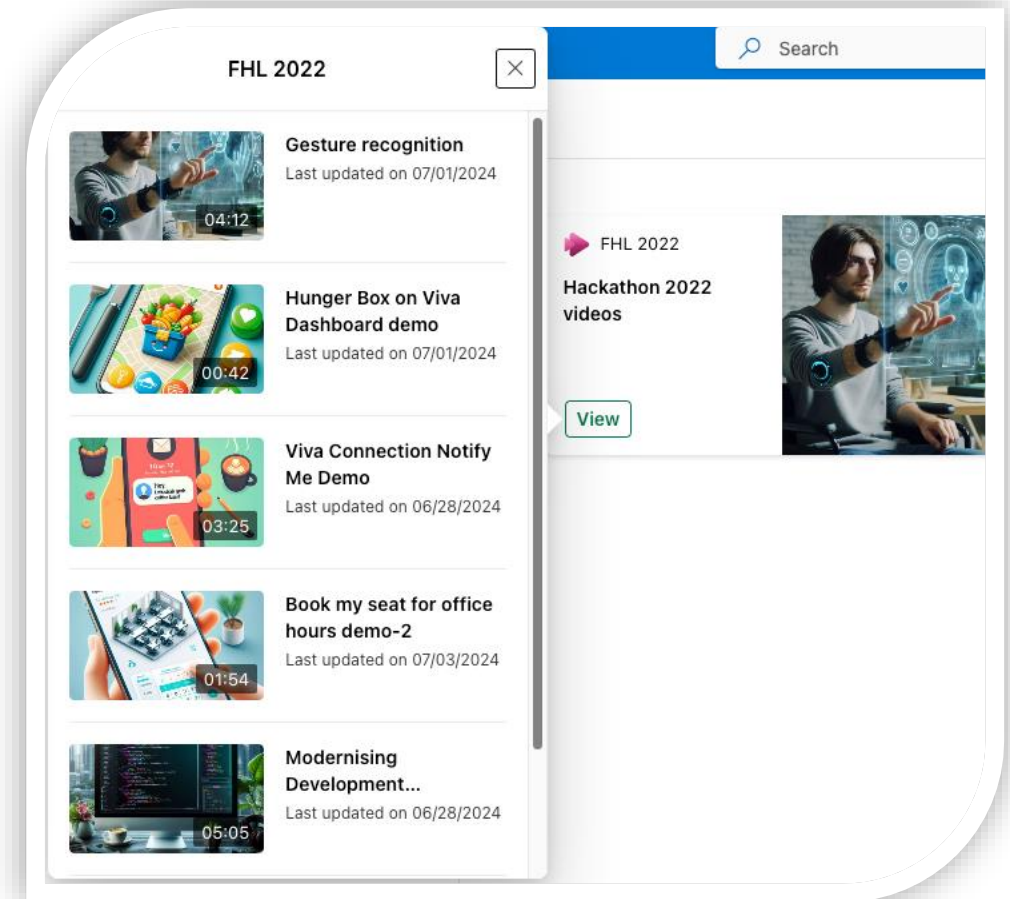 FHL 2022
Gesture recognition
Last updated on 07/01/2024
04:12
Hunger Box on Viva
Dashboard demo
Last updated on 07/01/2024
00:42
Viva Connection Notify
Me Demo
Last updated on 06/28/2024
03:25
Book my seat for office
hours demo-2
Last updated on 07/03/2024
01:54
Modernising
Development...
Last updated on 06/28/2024
05:05
Search
FHL 2022
Hackathon 2022
videos
View